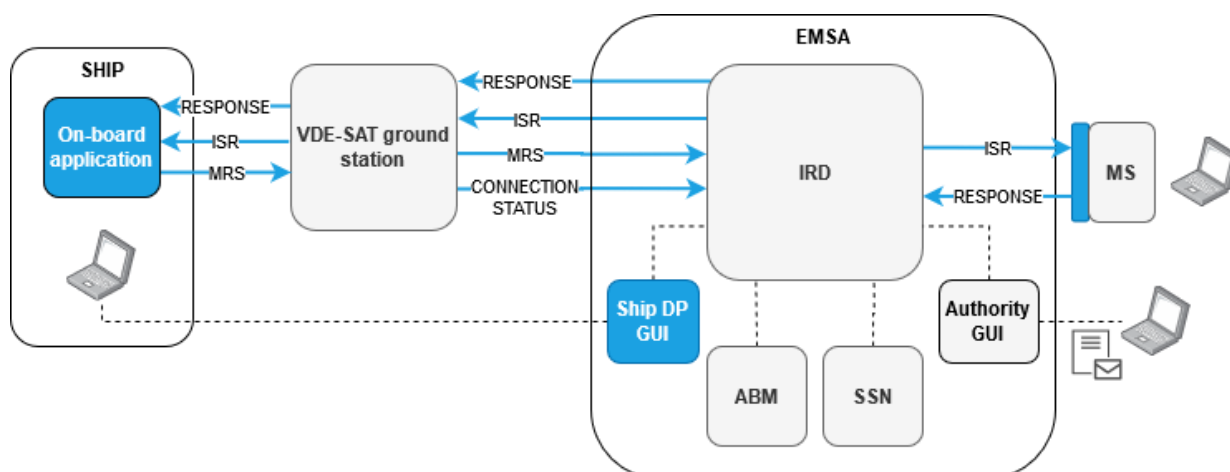 EMSA
SHIP
RESPONSE
RESPONSE
On-board
application
VDE-SAT ground
station
ISR
ISR
MRS
MRS
CONNECTION
STATUS
IRD
ISR
RESPONSE
MS
Ship DP
GUI
Authority
GUI
ABM
SSN